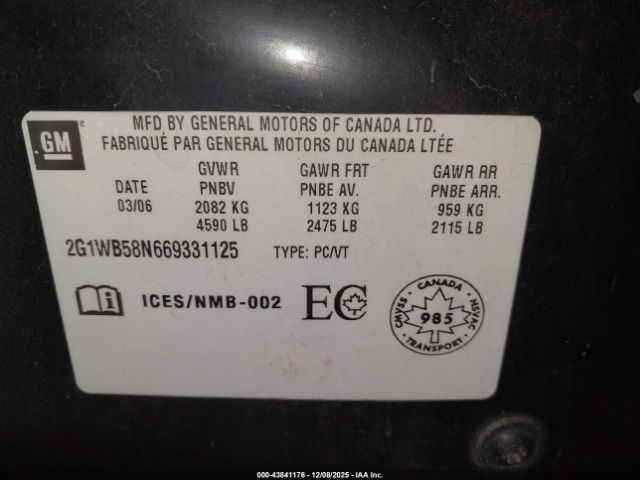 GM
MFD BY GENERAL MOTORS OF CANADA LTD.
FABRIQUÉ PAR GENERAL MOTORS DU CANADA LTÉE
GVWR GAWR FRT GAWR RR
DATE PNBV PNBE AV. PNBE ARR.
03/06 2082 KG 1123 KG 959 KG
4590 LB 2475 LB 2115 LB
2G1WB58N669331125 TYPE: PC/VT
i ICES/NMB-002 EC
CANADA
CMVSS 985 NSVAC
TRANSPORT
000-43841176 - 12/08/2025 - IAA Inc.